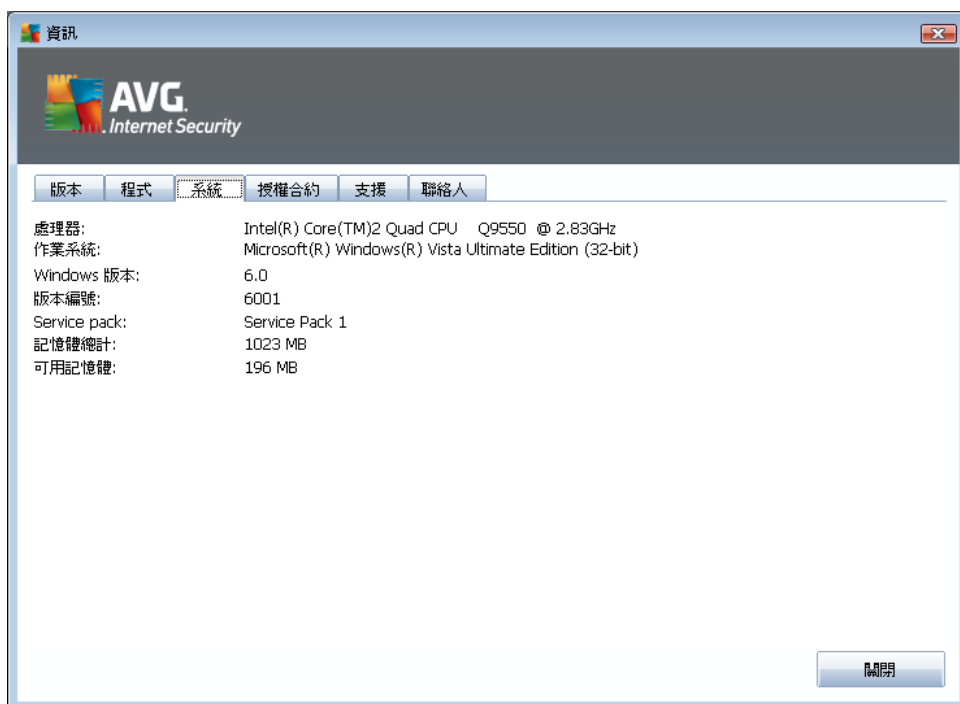 資訊
AVG.
Internet Security
版本 程式 系統 授權合約 支援 聯絡人
處理器: Intel(R) Core(TM)2 Quad CPU Q9550 @ 2.83GHz
作業系統: Microsoft(R) Windows(R) Vista Ultimate Edition (32-bit)
Windows 版本: 6.0
版本編號: 6001
Service pack: Service Pack 1
記憶體總計: 1023 MB
可用記憶體: 196 MB
關閉